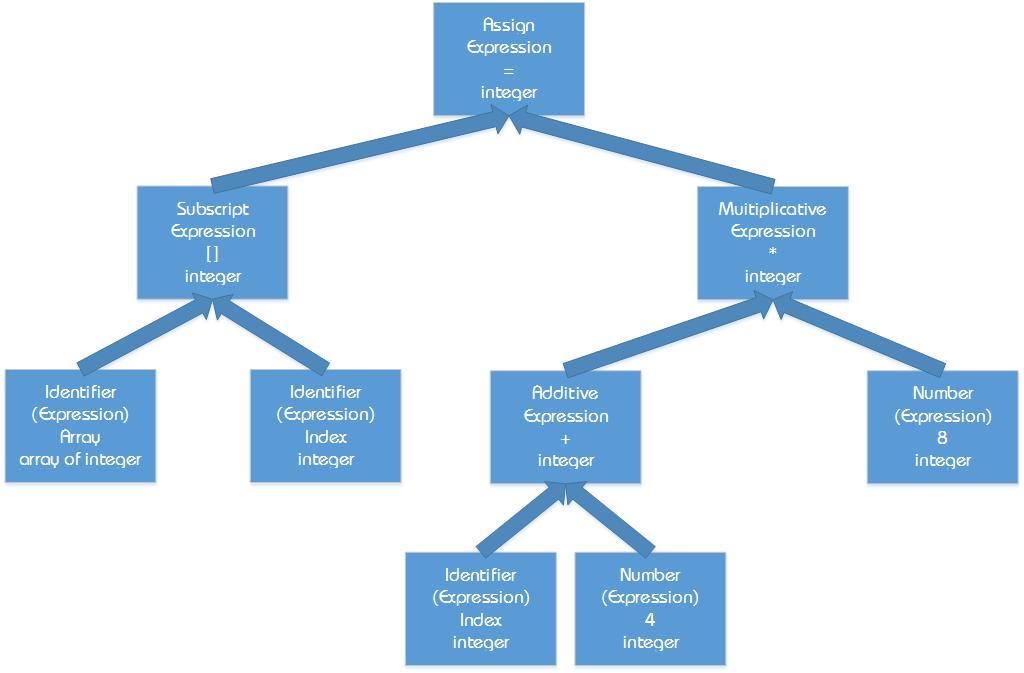 Assign
Expression
=
integer
Subscript
Expression
[ ]
integer
Muitiplicative
Expression
*
integer
Identifier
(Expression)
Array
array of integer
Identifier
(Expression)
Index
integer
Additive
Expression
+
integer
Number
(Expression)
8
integer
Identifier
(Expression)
Index
integer
Number
(Expression)
4
integer